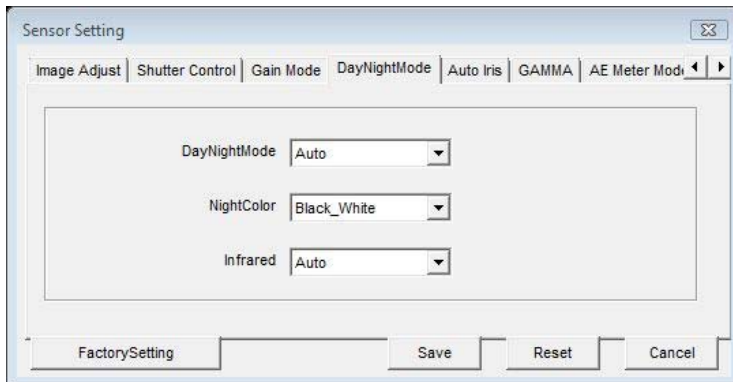 Sensor Setting
Image Adjust Shutter Control Gain Mode DayNightMode Auto Iris GAMMA AE Meter Mod
DayNightMode Auto
NightColor Black_White
Infrared Auto
FactorySetting Save Reset Cancel